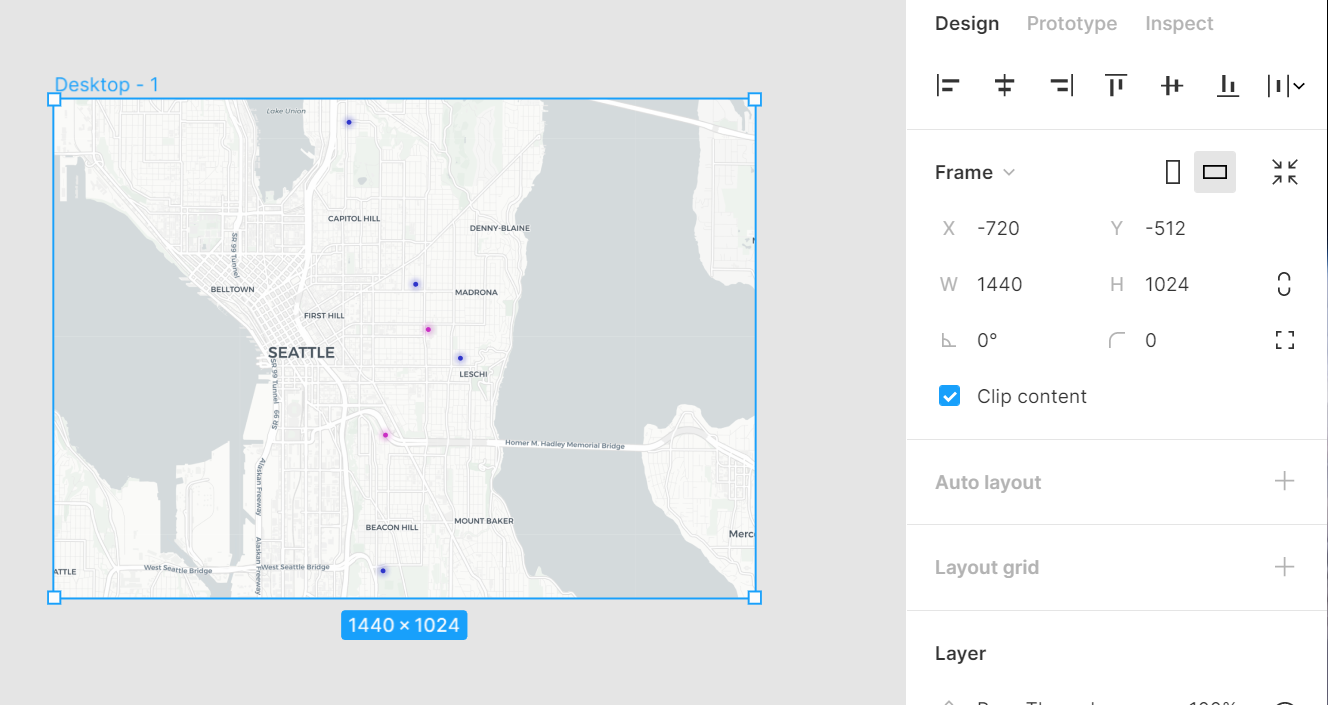 Design Prototype Inspect
Desktop - 1
Lake Union
CAPITOL HILL
DENNY-BLAINE
SR 99 Tunnel
BELLTOWN
MADRONA
FIRST HILL
SEATTLE
SR 99 Tunnel
SR 99
LESCHI
Homer M. Hadley Memorial Bridge
Alaskan Freeway
MOUNT BAKER
BEACON HILL
Merc
Alaskan Freeway
ATTLE
West Seattle Bridge
West Seattle Bridge
1440 × 1024
Frame
X -720 Y -512
W 1440 H 1024
0° 0
Clip content
Auto layout
Layout grid
Layer